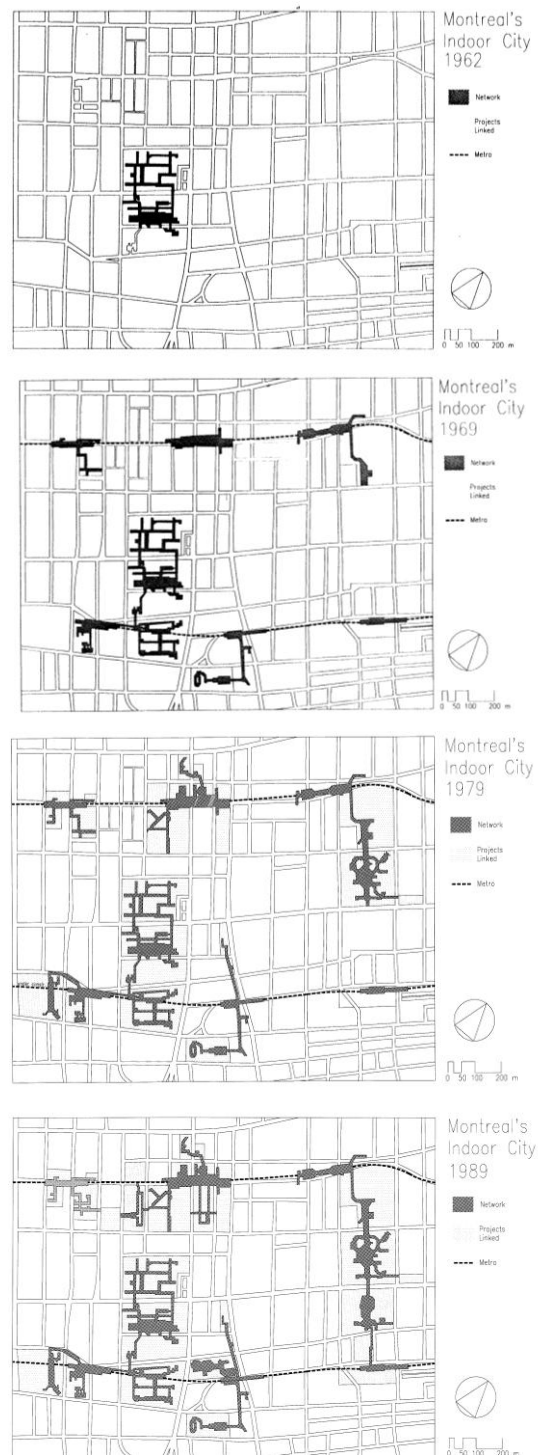 Montreal's
Indoor City
1962
Network
Projects
Linked
Metro
0 50 100 200 m
Montreal's
Indoor City
1969
Network
Projects
Linked
Metro
0 50 100 200 m
Montreal's
Indoor City
1979
Network
Projects
Linked
Metro
0 50 100 200 m
Montreal's
Indoor City
1989
Network
Projects
Linked
Metro
0 50 100 200 m